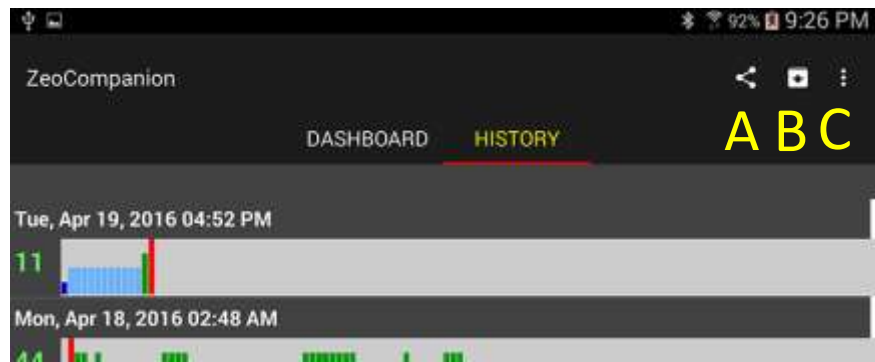 92% 9:26 PM
ZeoCompanion
A B C
DASHBOARD HISTORY
Tue, Apr 19, 2016 04:52 PM
11
Mon, Apr 18, 2016 02:48 AM
44